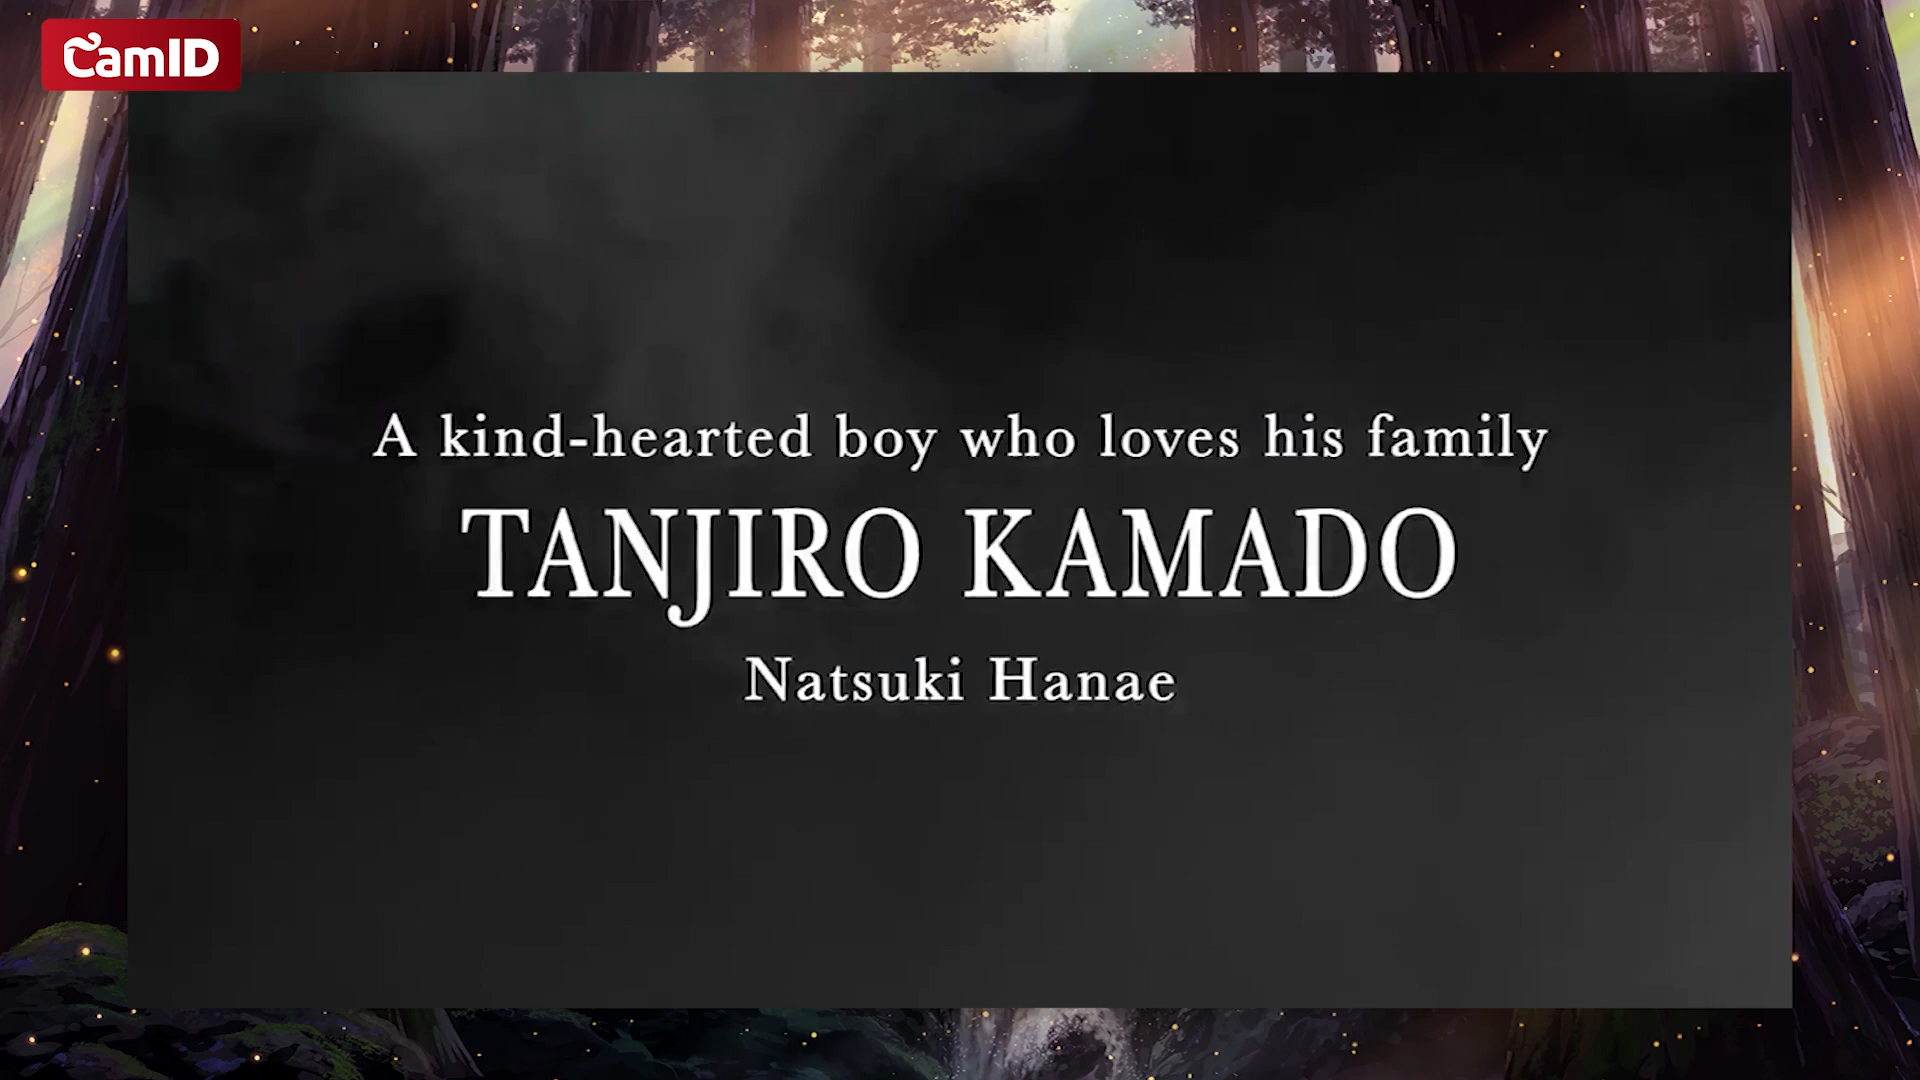 CamID
A kind-hearted boy who loves his family
TANJIRO KAMADO
Natsuki Hanae